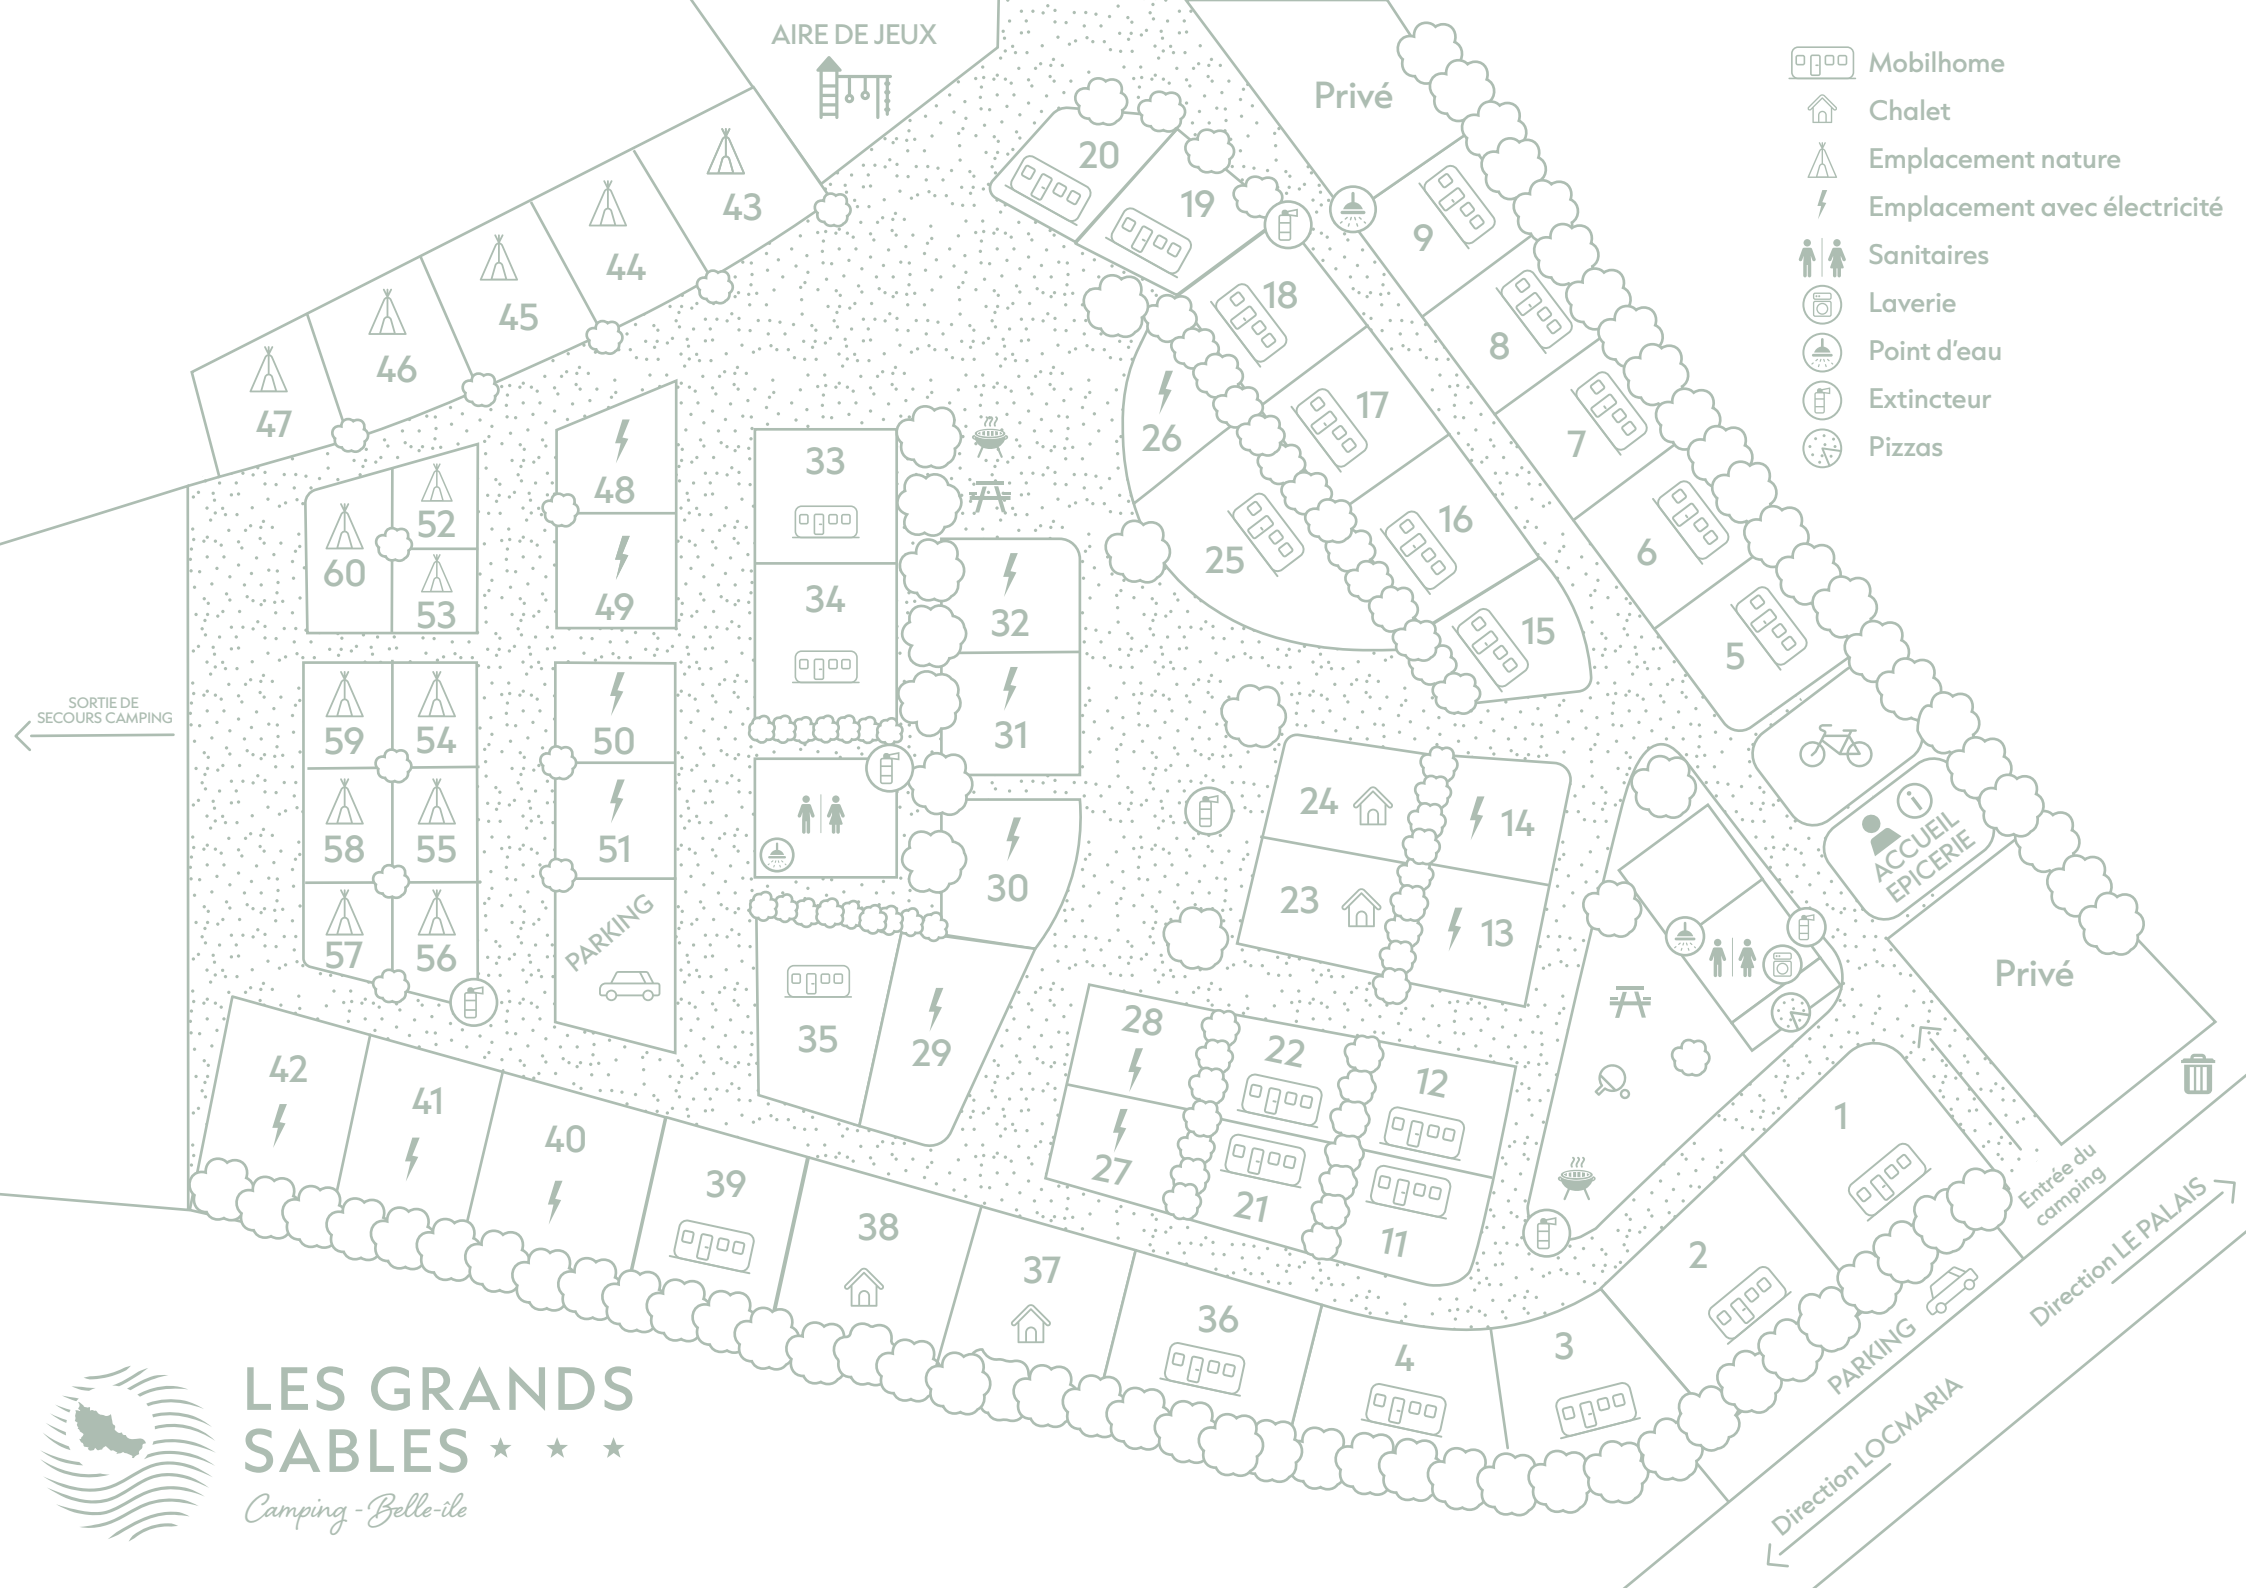 AIRE DE JEUX
Privé
Mobilhome
Chalet
Emplacement nature
Emplacement avec électricité
Sanitaires
Laverie
Point d'eau
Extincteur
Pizzas
20
19
9
43
44
45
46
47
18
8
17
7
26
16
6
25
15
5
33
34
32
31
30
48
49
50
51
PARKING
52
60
53
59
54
58
55
57
56
SORTIE DE
SECOURS CAMPING
24
14
23
13
ACCUEIL
EPICERIE
Privé
35
29
28
22
12
27
21
11
42
41
40
39
38
37
36
4
3
2
1
Entrée du
camping
PARKING
Direction LE PALAIS
Direction LOCMARIA
LES GRANDS
SABLES
Camping - Belle-île